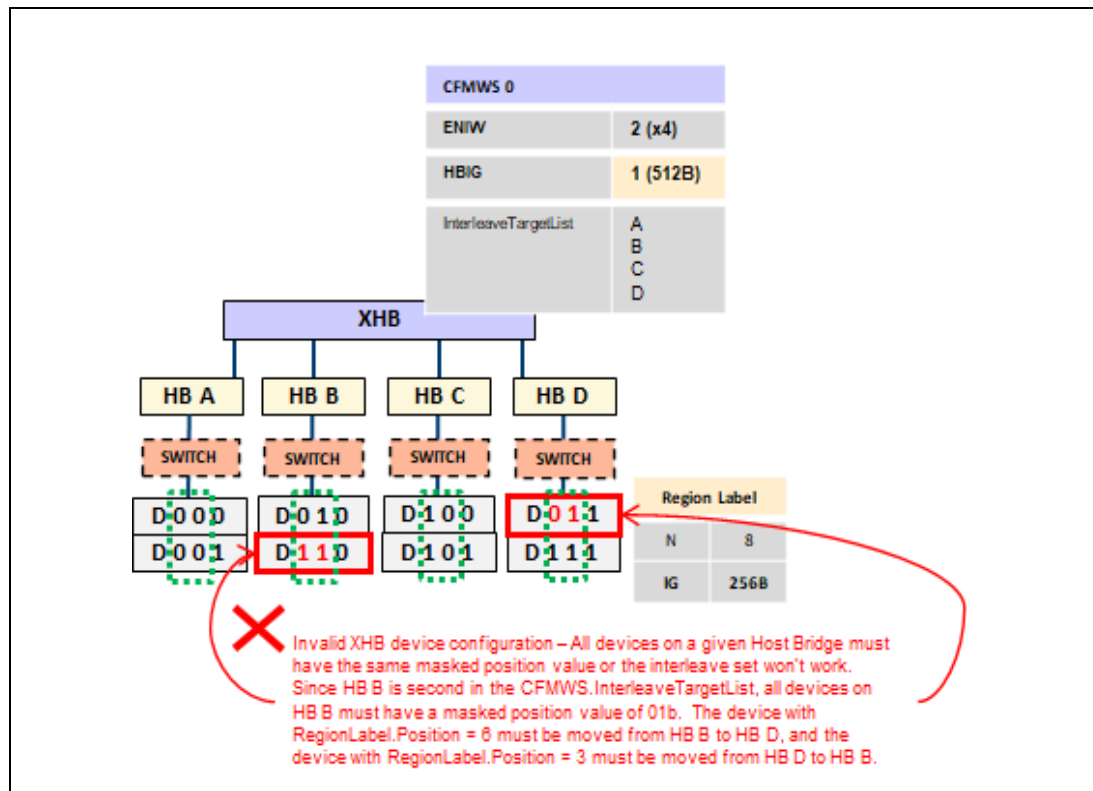 CFMWS 0
ENIW 2 (x4)
HBIG 1 (512B)
InterleaveTargetList A
B
C
D
XHB
HB A HB B HB C HB D
SWITCH SWITCH SWITCH SWITCH
D 0 0 0 D 0 1 0 D 1 0 0 D 0 1 1
D 0 0 1 D 1 1 0 D 1 0 1 D 1 1 1
Region Label
N 8
IG 256B
Invalid XHB device configuration – All devices on a given Host Bridge must
have the same masked position value or the interleave set won't work.
Since HB B is second in the CFMWS.InterleaveTargetList, all devices on
HB B must have a masked position value of 01b. The device with
RegionLabel.Position = 6 must be moved from HB B to HB D, and the
device with RegionLabel.Position = 3 must be moved from HB D to HB B.